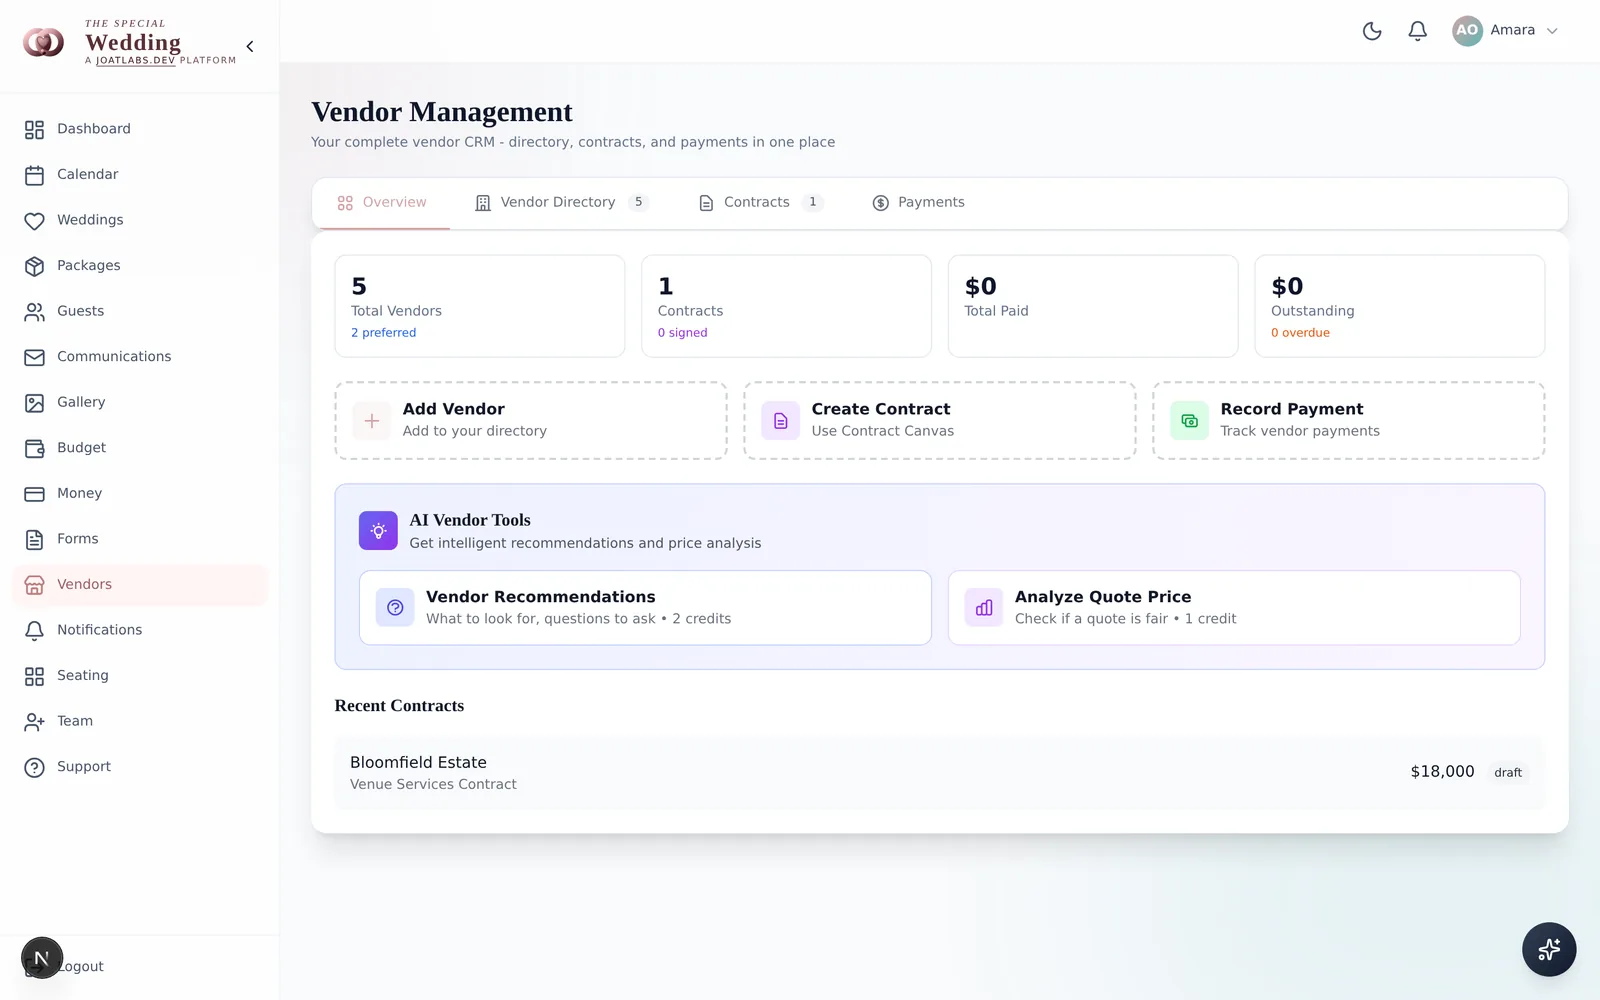 THE SPECIAL
Wedding
A JOATLABS.DEV PLATFORM
AO
Amara
Dashboard
Calendar
Weddings
Packages
Guests
Communications
Gallery
Budget
Money
Forms
Vendors
Notifications
Seating
Team
Support
N
Logout
Vendor Management
Your complete vendor CRM - directory, contracts, and payments in one place
Overview
Vendor Directory 5
Contracts 1
Payments
5
Total Vendors
2 preferred
1
Contracts
0 signed
$0
Total Paid
$0
Outstanding
0 overdue
Add Vendor
Add to your directory
Create Contract
Use Contract Canvas
Record Payment
Track vendor payments
AI Vendor Tools
Get intelligent recommendations and price analysis
Vendor Recommendations
What to look for, questions to ask • 2 credits
Analyze Quote Price
Check if a quote is fair • 1 credit
Recent Contracts
Bloomfield Estate
Venue Services Contract
$18,000 draft